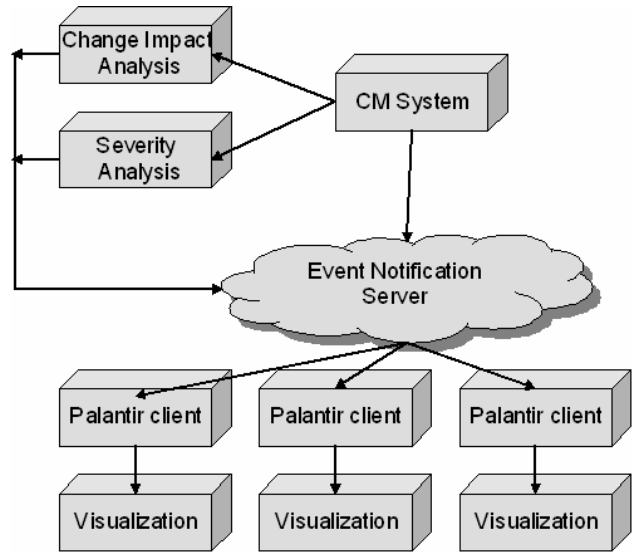 Change Impact
Analysis
CM System
Severity
Analysis
Event Notification
Server
Palantir client
Palantir client
Palantir client
Visualization
Visualization
Visualization